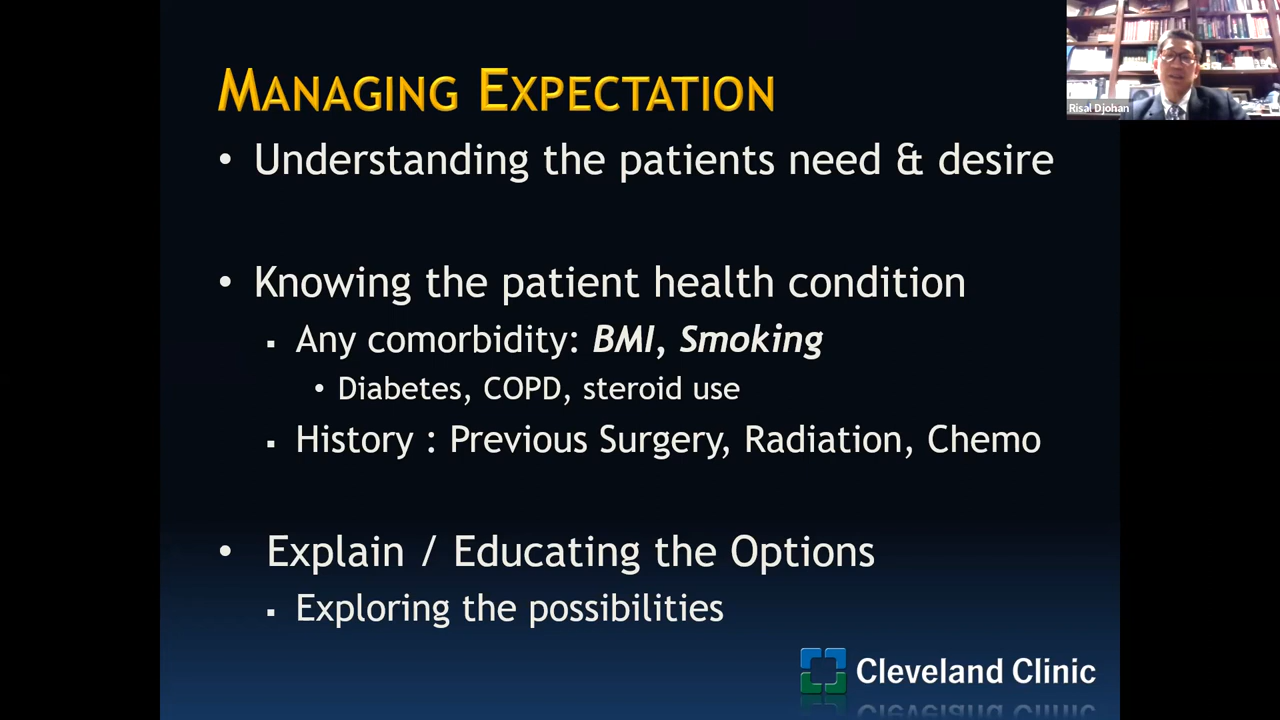 MANAGING EXPECTATION
Risal Djohan
• Understanding the patients need & desire
• Knowing the patient health condition
▪ Any comorbidity: BMI, Smoking
• Diabetes, COPD, steroid use
▪ History : Previous Surgery, Radiation, Chemo
• Explain / Educating the Options
▪ Exploring the possibilities
Cleveland Clinic